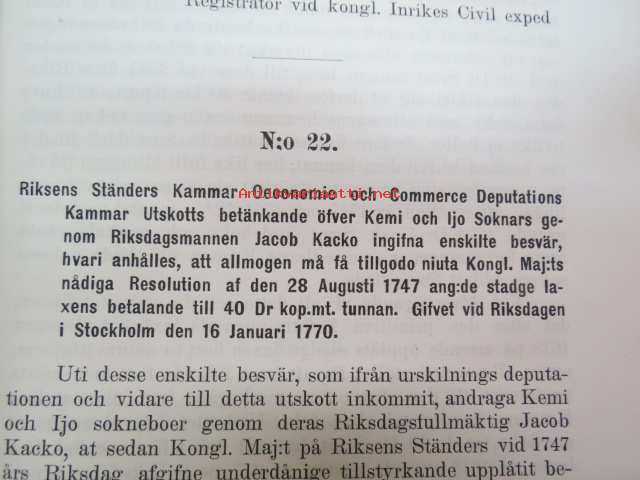 Registrator vid kongl. Inrikes Civil exped
N:o 22.
Riksens Ständers Kammar Oeconomie och Commerce Deputations
Kammar Utskotts betänkande öfver Kemi och Ijo Soknars ge-
nom Riksdagsmannen Jacob Kacko ingifna enskilte besvär,
hvari anhålles, att allmogen må få tillgodo niuta Kongl. Maj:ts
nådiga Resolution af den 28 Augusti 1747 ang:de stadge la-
xens betalande till 40 Dr kop.mt. tunnan. Gifvet vid Riksdagen
i Stockholm den 16 Januari 1770.
Uti desse enskilte besvär, som ifrån urskilnings deputa-
tionen och vidare till detta utskott inkommit, andraga Kemi
och Ijo sokneboer genom deras Riksdagsfullmäktig Jacob
Kacko, at sedan Kongl. Maj:t på Riksens Ständers vid 1747
års Riksdag afgifne underdånige tillstyrkande upplåtit be-